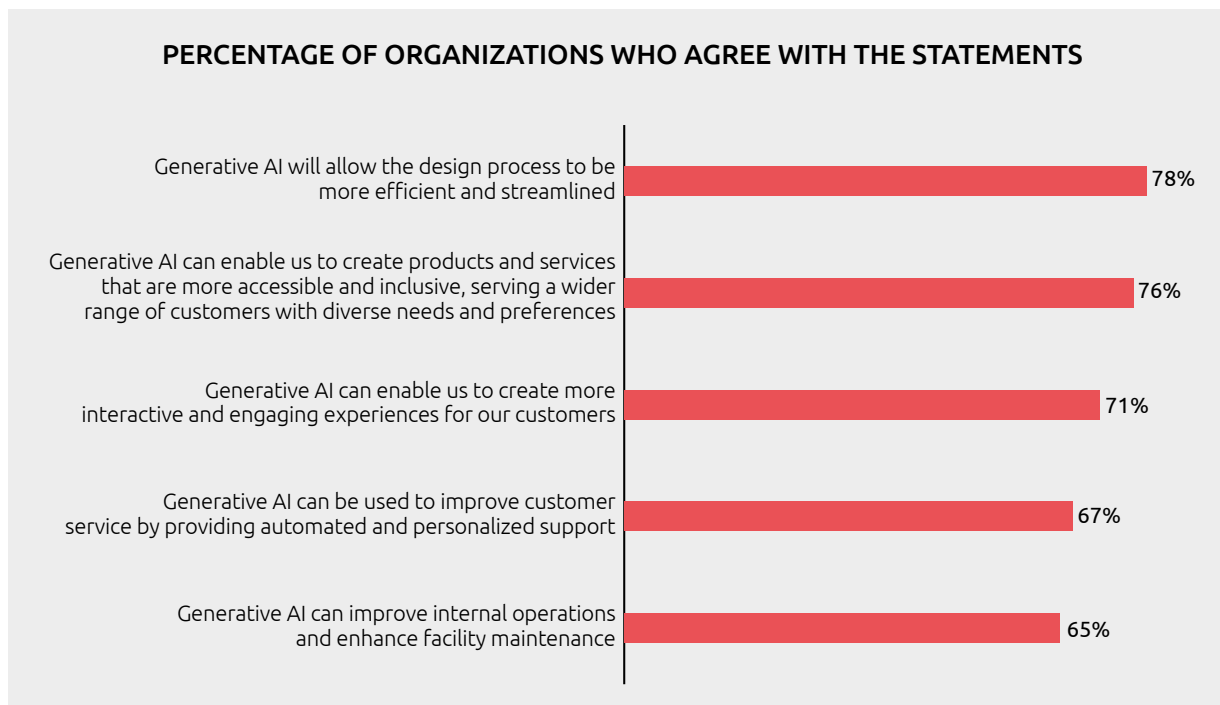 PERCENTAGE OF ORGANIZATIONS WHO AGREE WITH THE STATEMENTS
Generative AI will allow the design process to be
more efficient and streamlined
78%
Generative AI can enable us to create products and services
that are more accessible and inclusive, serving a wider
range of customers with diverse needs and preferences
76%
Generative AI can enable us to create more
interactive and engaging experiences for our customers
71%
Generative AI can be used to improve customer
service by providing automated and personalized support
67%
Generative AI can improve internal operations
and enhance facility maintenance
65%